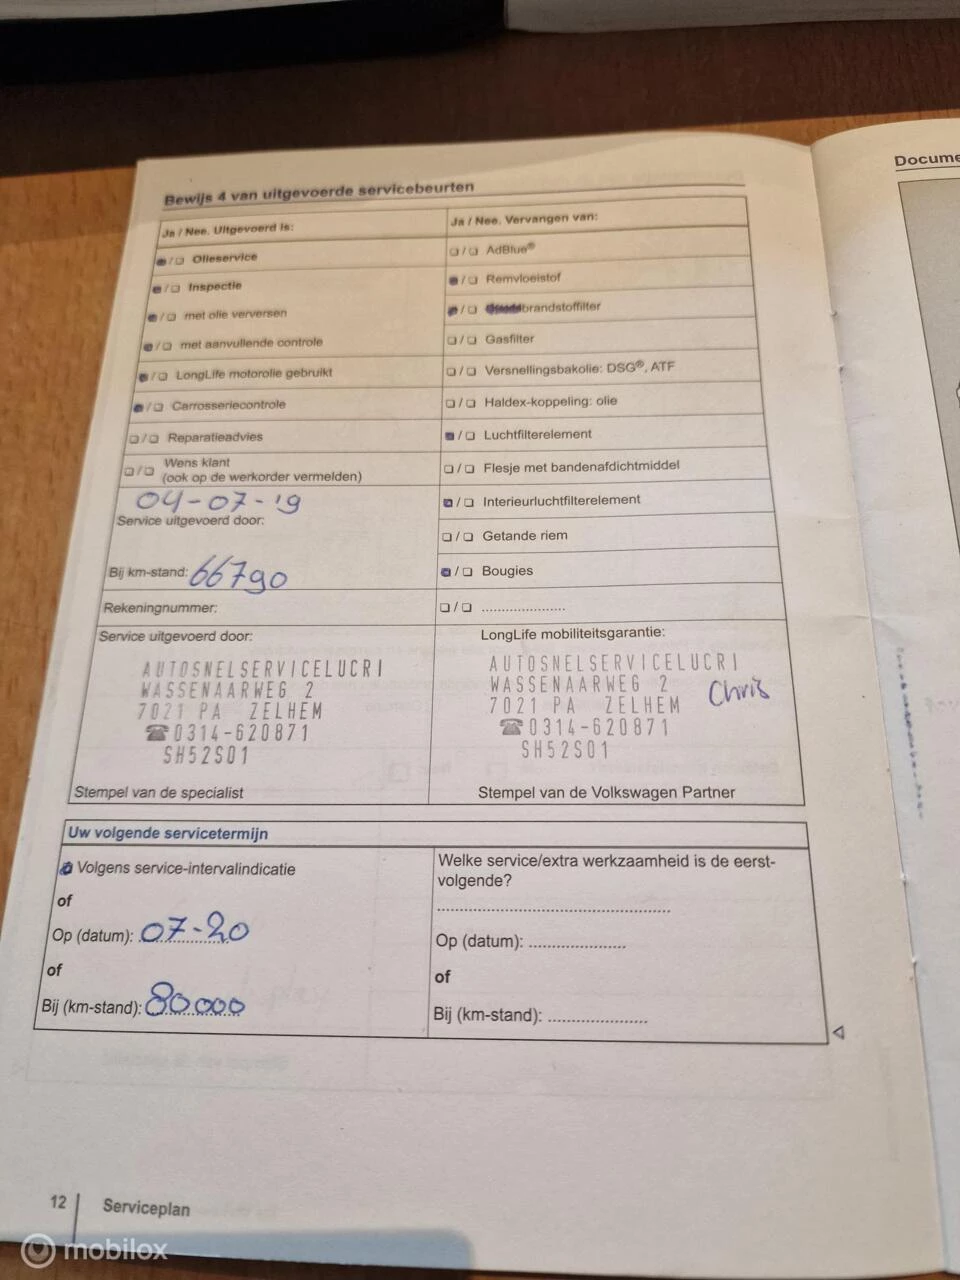 Docume
Bewijs 4 van uitgevoerde servicebeurten
Ja / Nee. Uitgevoerd is:
Olieservice
Inspectie
met olie verversen
met aanvullende controle
LongLife motorolie gebruikt
Carrosseriecontrole
Reparatieadvies
Wens klant
(ook op de werkorder vermelden)
04-07-'19
Service uitgevoerd door:
Bij km-stand: 66790
Rekeningnummer:
Service uitgevoerd door:
AUTOSNELSERVICELUCRI
WASSENAARWEG 2
7021 PA ZELHEM
☎0314-620871
SH52S01
Stempel van de specialist
Ja / Nee. Vervangen van:
AdBlue®
Remvloeistof
brandstoffilter
Gasfilter
Versnellingsbakolie: DSG®, ATF
Haldex-koppeling: olie
Luchtfilterelement
Flesje met bandenafdichtmiddel
Interieurluchtfilterelement
Getande riem
Bougies
.....................
LongLife mobiliteitsgarantie:
AUTOSNELSERVICELUCRI
WASSENAARWEG 2
7021 PA ZELHEM
☎0314-620871
SH52S01
Chris
Stempel van de Volkswagen Partner
Uw volgende servicetermijn
Volgens service-intervalindicatie
of
Op (datum): 07-20
of
Bij (km-stand): 80000
Welke service/extra werkzaamheid is de eerst-
volgende?
Op (datum): .....................
of
Bij (km-stand): .....................
12 Serviceplan
mobilox